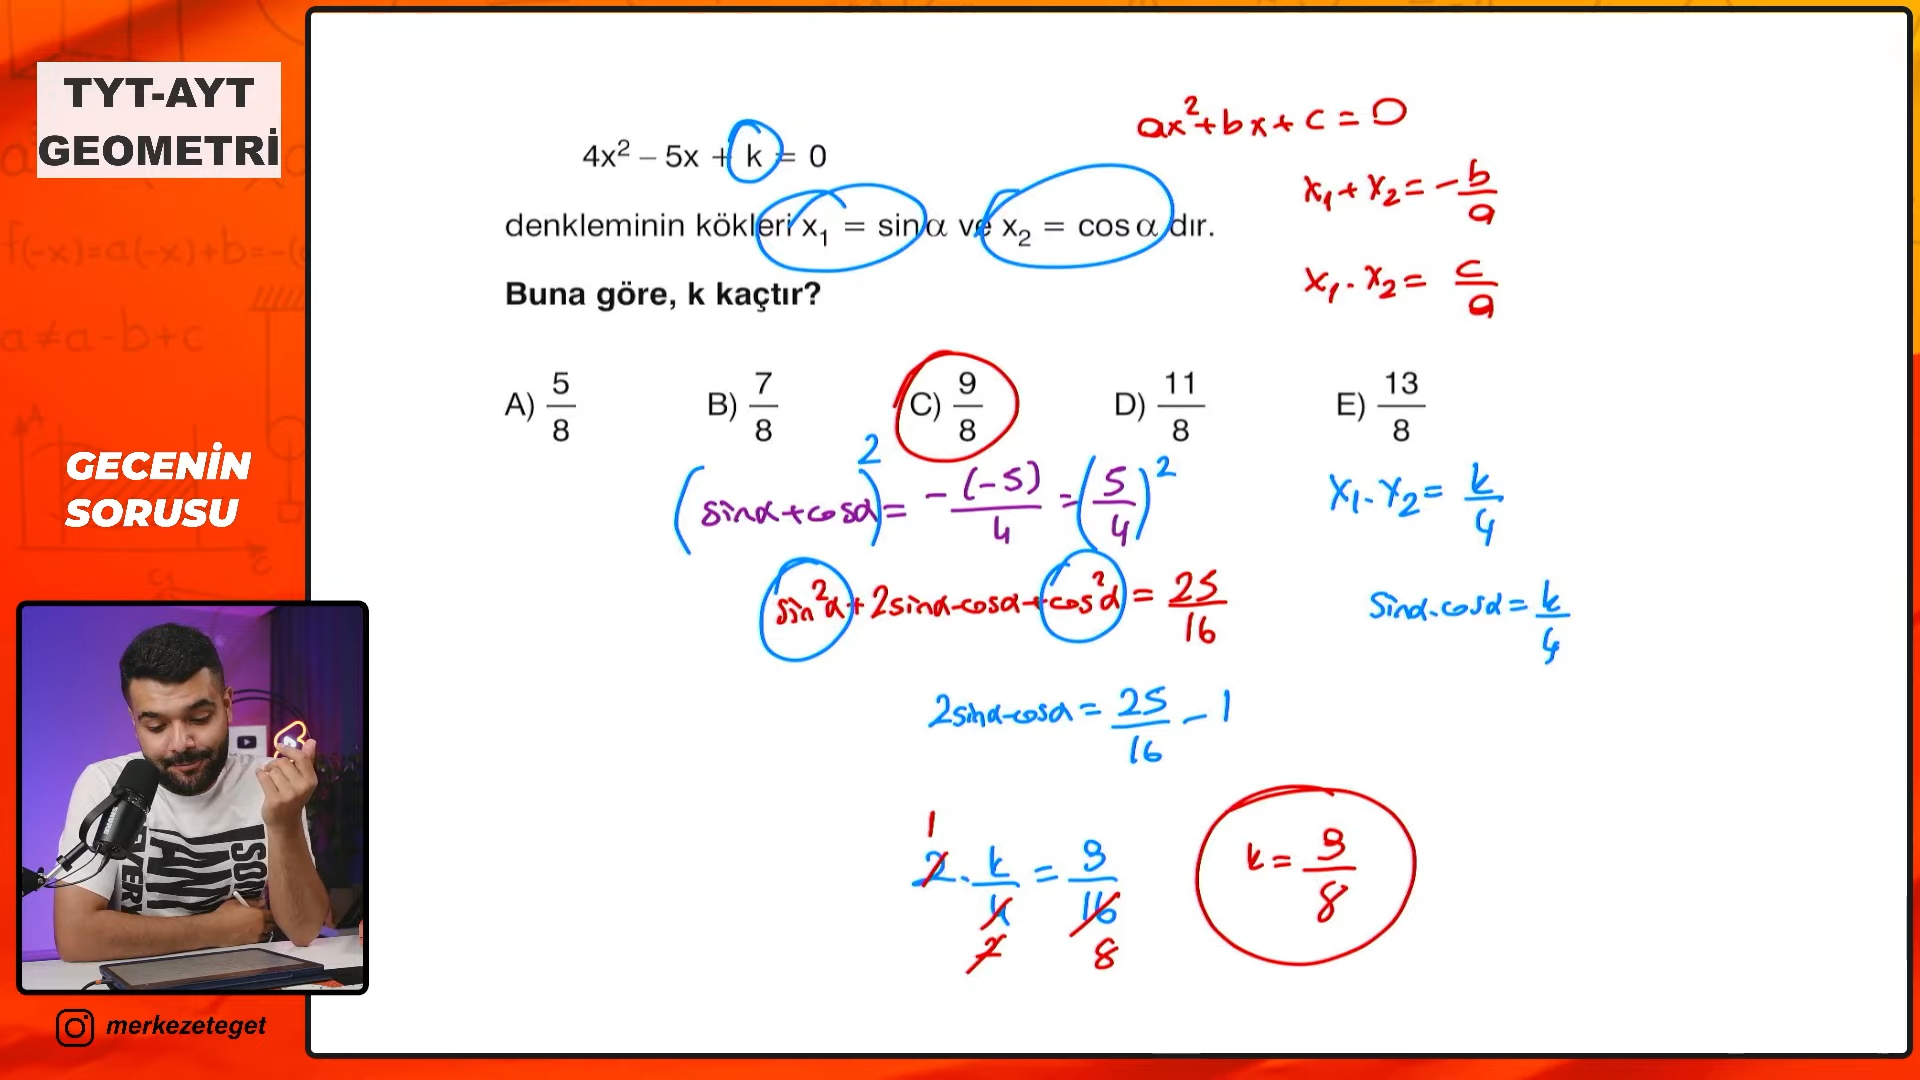 TYT-AYT
GEOMETRİ
GECENİN
SORUSU
merkezeteget
4x² – 5x + k = 0
denkleminin kökleri x₁ = sinα ve x₂ = cosα dır.
Buna göre, k kaçtır?
A) 5/8 B) 7/8 C) 9/8 D) 11/8 E) 13/8
ax²+bx+c=0
x₁+x₂=-b/a
x₁.x₂=c/a
(sinα+cosα)²=-(-5)/4=(5/4)²
sin²α+2sinα.cosα+cos²α=25/16
2sinα.cosα=25/16-1
2.k/4=9/16
1
2
8
k=9/8
x₁.x₂=k/4
sinα.cosα=k/4